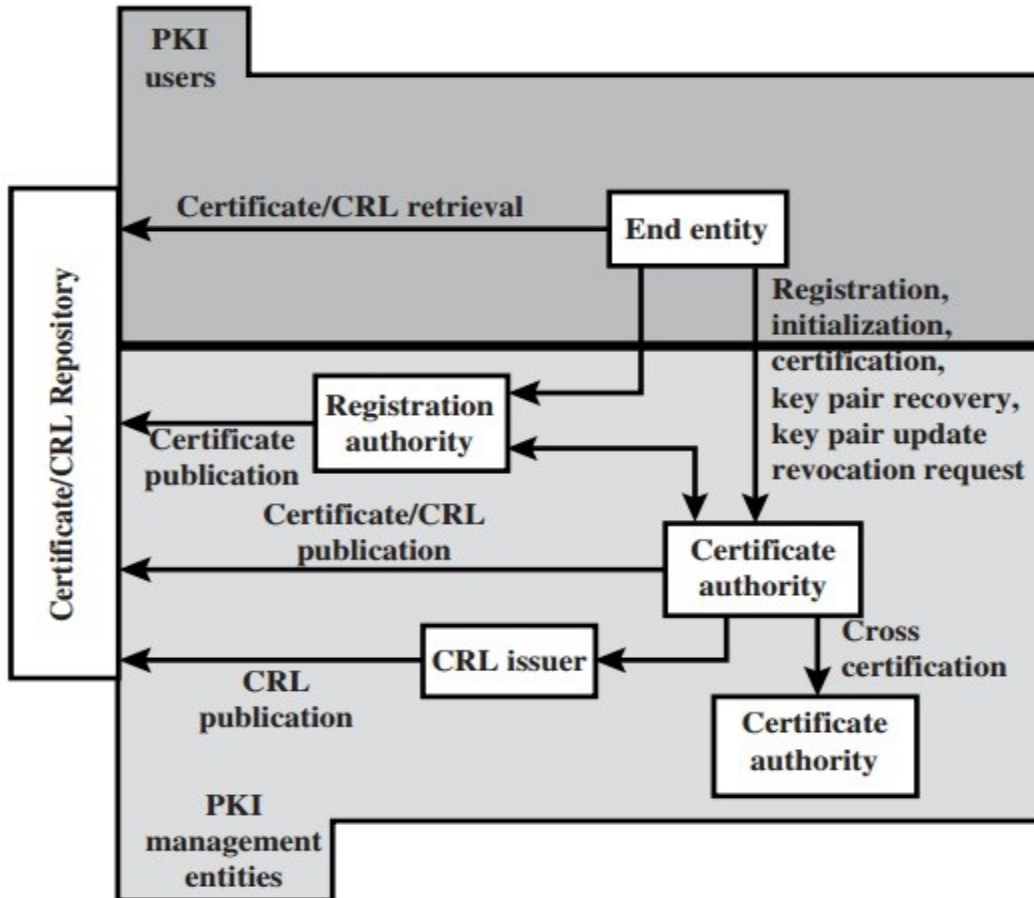 PKI
users
Certificate/CRL retrieval
End entity
Certificate/CRL Repository
Registration,
initialization,
certification,
key pair recovery,
key pair update
revocation request
Registration
authority
Certificate
publication
Certificate/CRL
publication
Certificate
authority
CRL issuer
CRL
publication
Cross
certification
Certificate
authority
PKI
management
entities